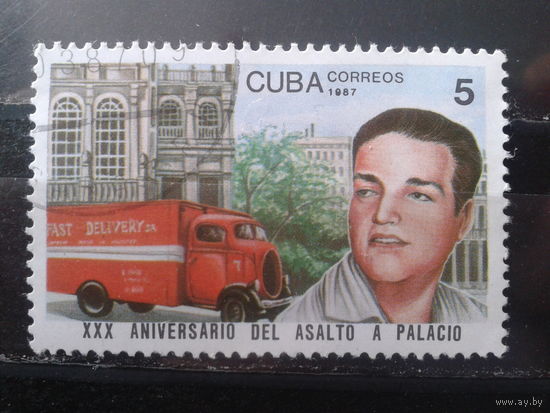 CUBA CORREOS 5
1987
FAST DELIVERY S.R.
XXX ANIVERSARIO DEL ASALTO A PALACIO
www.ay.by